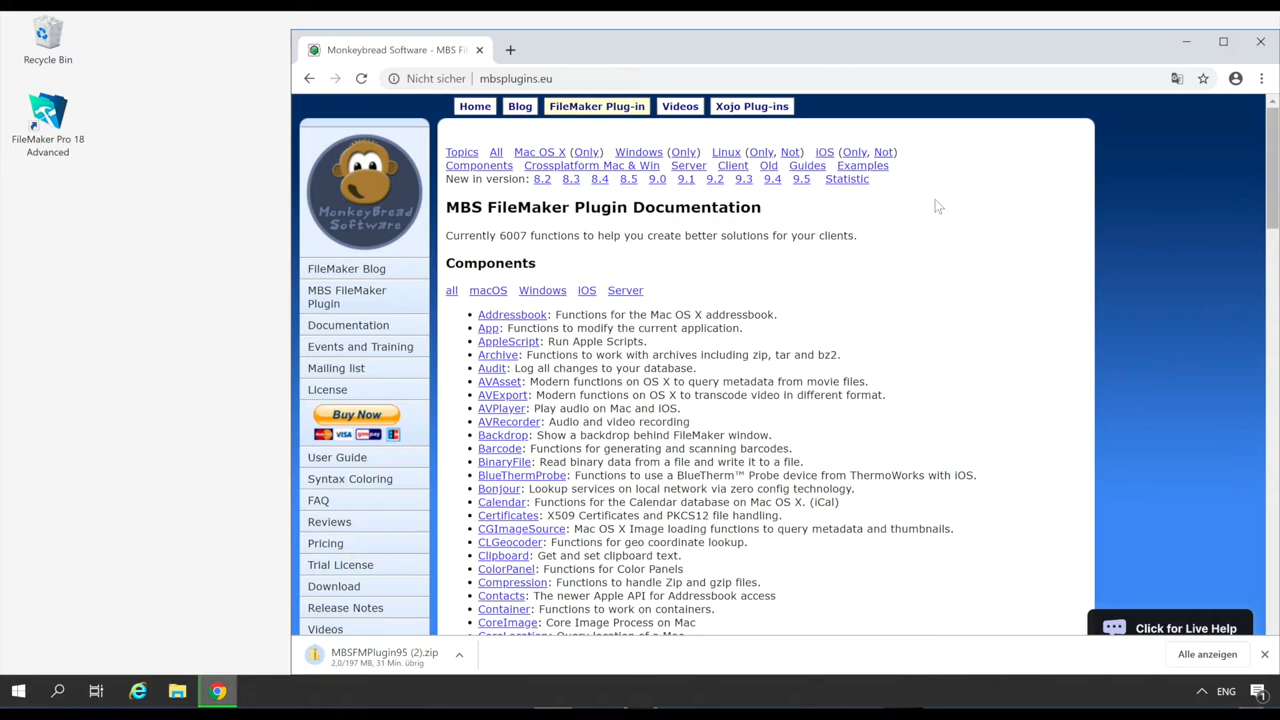 Recycle Bin
FileMaker Pro 18
Advanced
Monkeybread Software - MBS Fil
Nicht sicher
mbsplugins.eu
Home Blog FileMaker Plug-in Videos Xojo Plug-ins
MonkeyBread
Software
FileMaker Blog
MBS FileMaker
Plugin
Documentation
Events and Training
Mailing list
License
Buy Now
VISA
User Guide
Syntax Coloring
FAQ
Reviews
Pricing
Trial License
Download
Release Notes
Videos
Topics All Mac OS X (Only) Windows (Only) Linux (Only, Not) iOS (Only, Not)
Components Crossplatform Mac & Win Server Client Old Guides Examples
New in version: 8.2 8.3 8.4 8.5 9.0 9.1 9.2 9.3 9.4 9.5 Statistic
MBS FileMaker Plugin Documentation
Currently 6007 functions to help you create better solutions for your clients.
Components
all macOS Windows IOS Server
• Addressbook: Functions for the Mac OS X addressbook.
• App: Functions to modify the current application.
• AppleScript: Run Apple Scripts.
• Archive: Functions to work with archives including zip, tar and bz2.
• Audit: Log all changes to your database.
• AVAsset: Modern functions on OS X to query metadata from movie files.
• AVExport: Modern functions on OS X to transcode video in different format.
• AVPlayer: Play audio on Mac and iOS.
• AVRecorder: Audio and video recording
• Backdrop: Show a backdrop behind FileMaker window.
• Barcode: Functions for generating and scanning barcodes.
• BinaryFile: Read binary data from a file and write it to a file.
• BlueThermProbe: Functions to use a BlueTherm™ Probe device from ThermoWorks with iOS.
• Bonjour: Lookup services on local network via zero config technology.
• Calendar: Functions for the Calendar database on Mac OS X. (iCal)
• Certificates: X509 Certificates and PKCS12 file handling.
• CGImageSource: Mac OS X Image loading functions to query metadata and thumbnails.
• CLGeocoder: Functions for geo coordinate lookup.
• Clipboard: Get and set clipboard text.
• ColorPanel: Functions for Color Panels
• Compression: Functions to handle Zip and gzip files.
• Contacts: The newer Apple API for Addressbook access
• Container: Functions to work on containers.
• CoreImage: Core Image Process on Mac
• CoreLocation: Query location of a Mac
Click for Live Help
MBSFMPlugin95 (2).zip
2,0/197 MB, 31 Min. übrig
Alle anzeigen
ENG
1